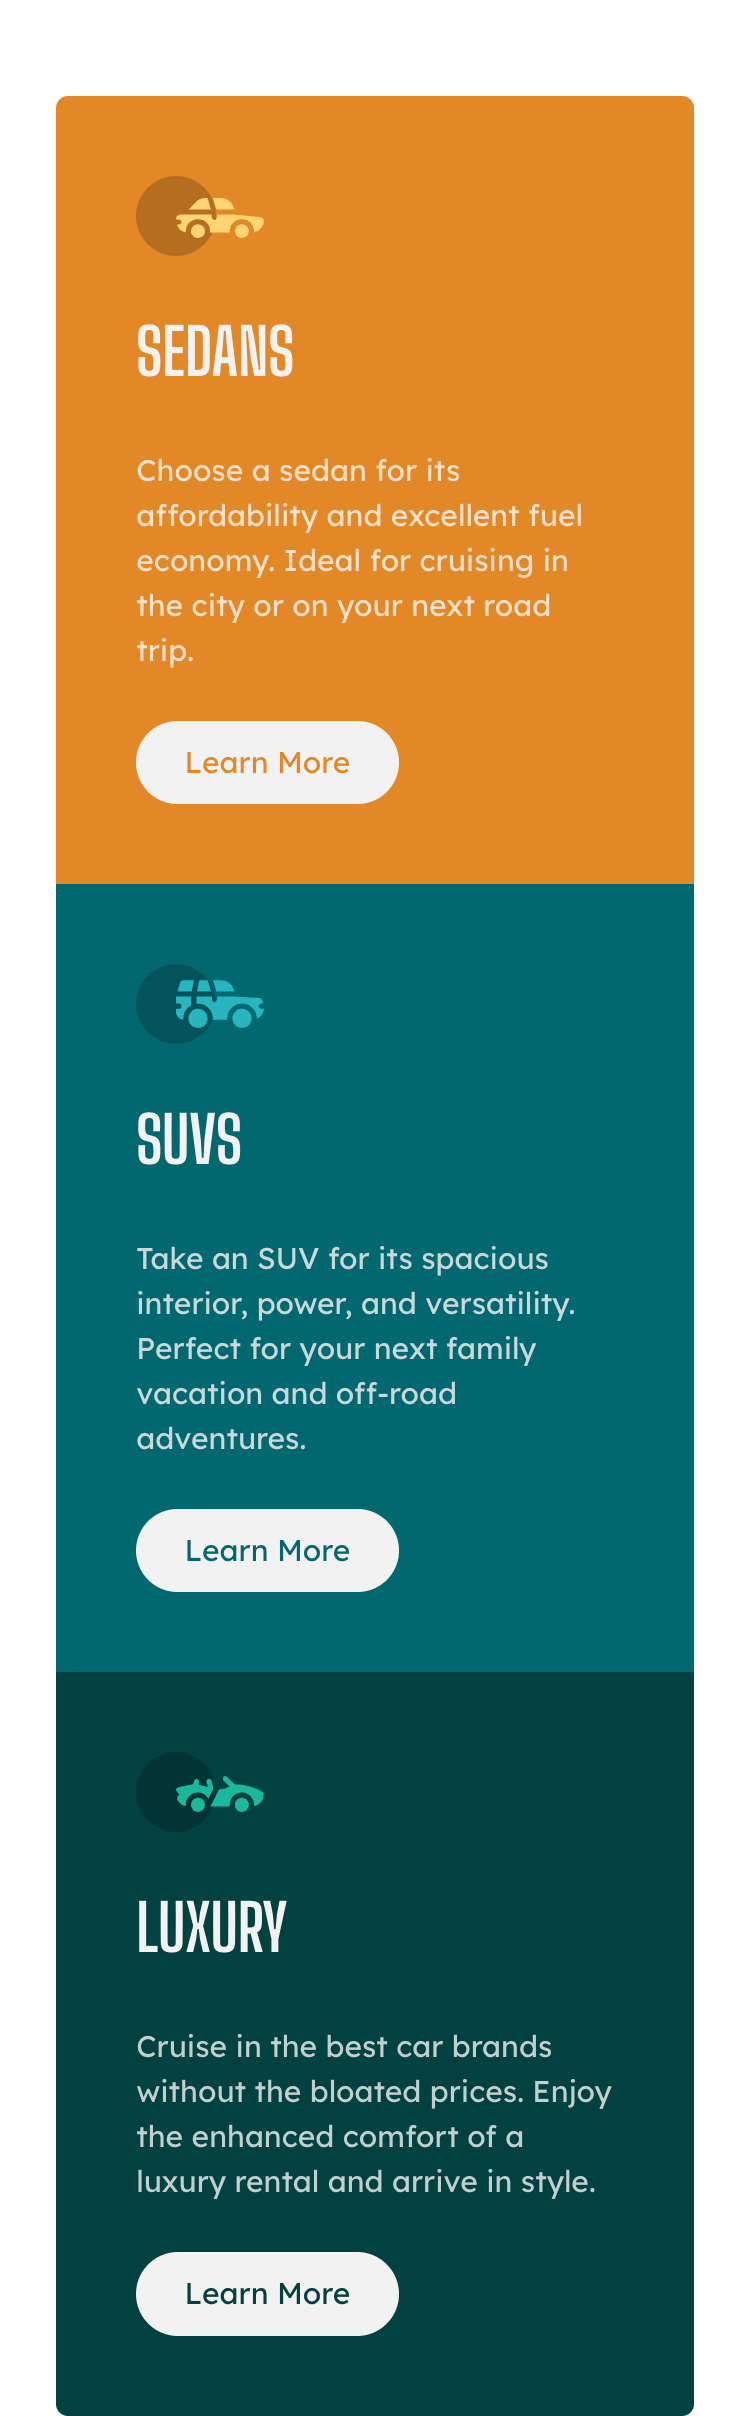 SEDANS
Choose a sedan for its
affordability and excellent fuel
economy. Ideal for cruising in
the city or on your next road
trip.
Learn More
SUVS
Take an SUV for its spacious
interior, power, and versatility.
Perfect for your next family
vacation and off-road
adventures.
Learn More
LUXURY
Cruise in the best car brands
without the bloated prices. Enjoy
the enhanced comfort of a
luxury rental and arrive in style.
Learn More